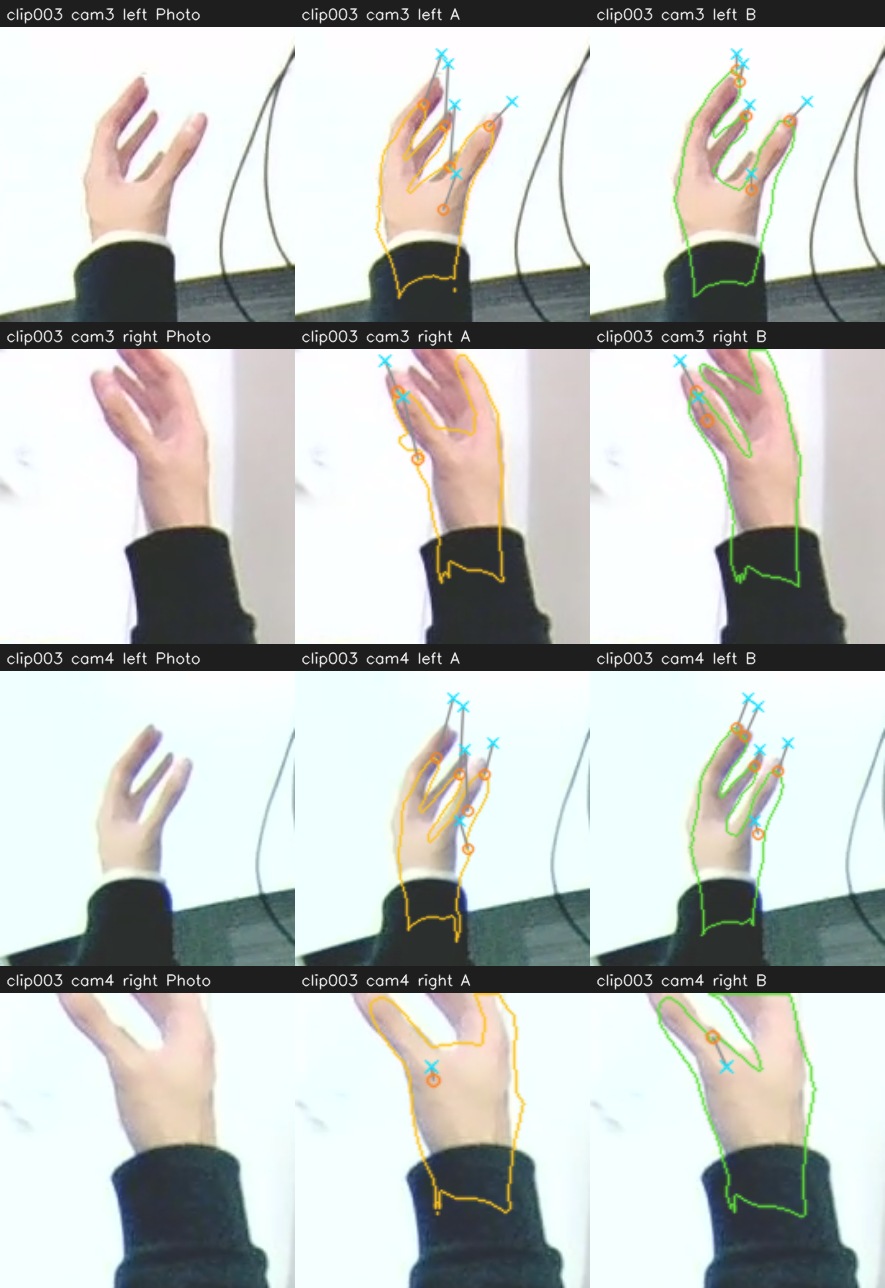 clip003 cam3 left Photo
clip003 cam3 left A
clip003 cam3 left B
clip003 cam3 right Photo
clip003 cam3 right A
clip003 cam3 right B
clip003 cam4 left Photo
clip003 cam4 left A
clip003 cam4 left B
clip003 cam4 right Photo
clip003 cam4 right A
clip003 cam4 right B